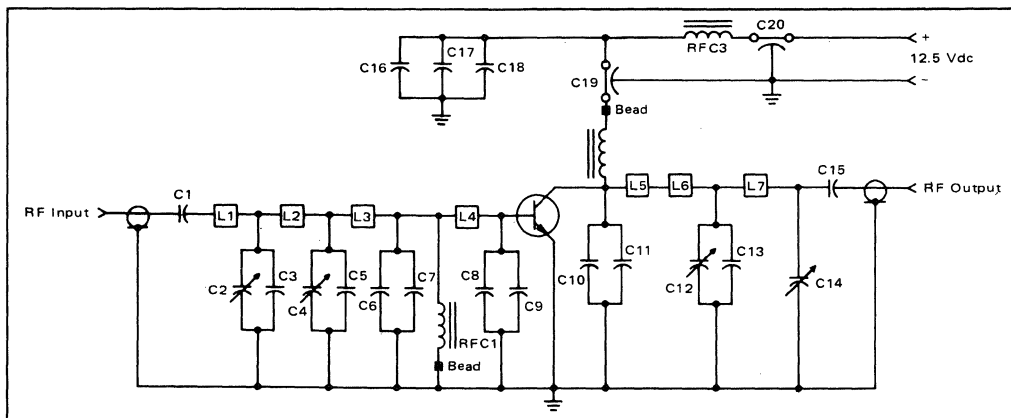 C20
+
RFC3
12.5 Vdc
−
C16
C17
C18
C19
Bead
C15
RF Output
RF Input
C1
L1
L2
L3
L4
L5
L6
L7
C2
C3
C4
C5
C6
C7
C8
C9
C10
C11
C12
C13
C14
RFC1
Bead